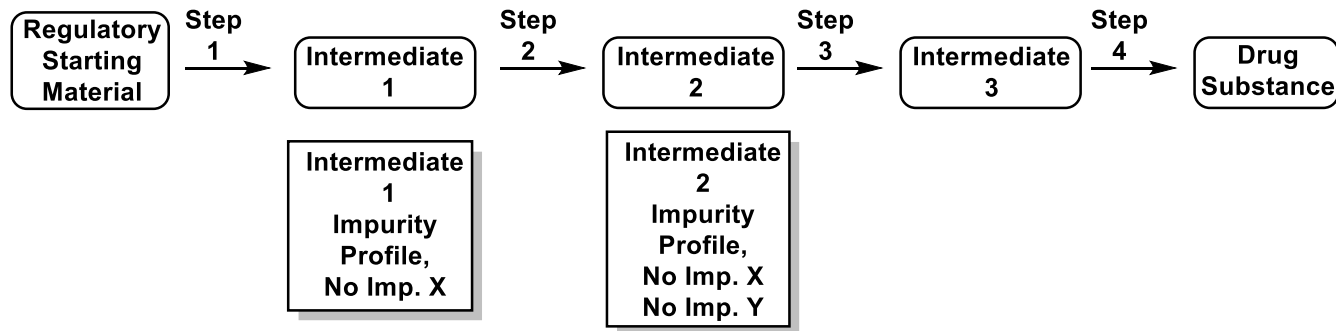 Regulatory
Starting
Material
Step
1
Intermediate
1
Step
2
Intermediate
2
Step
3
Intermediate
3
Step
4
Drug
Substance
Intermediate
1
Impurity
Profile,
No Imp. X
Intermediate
2
Impurity
Profile,
No Imp. X
No Imp. Y